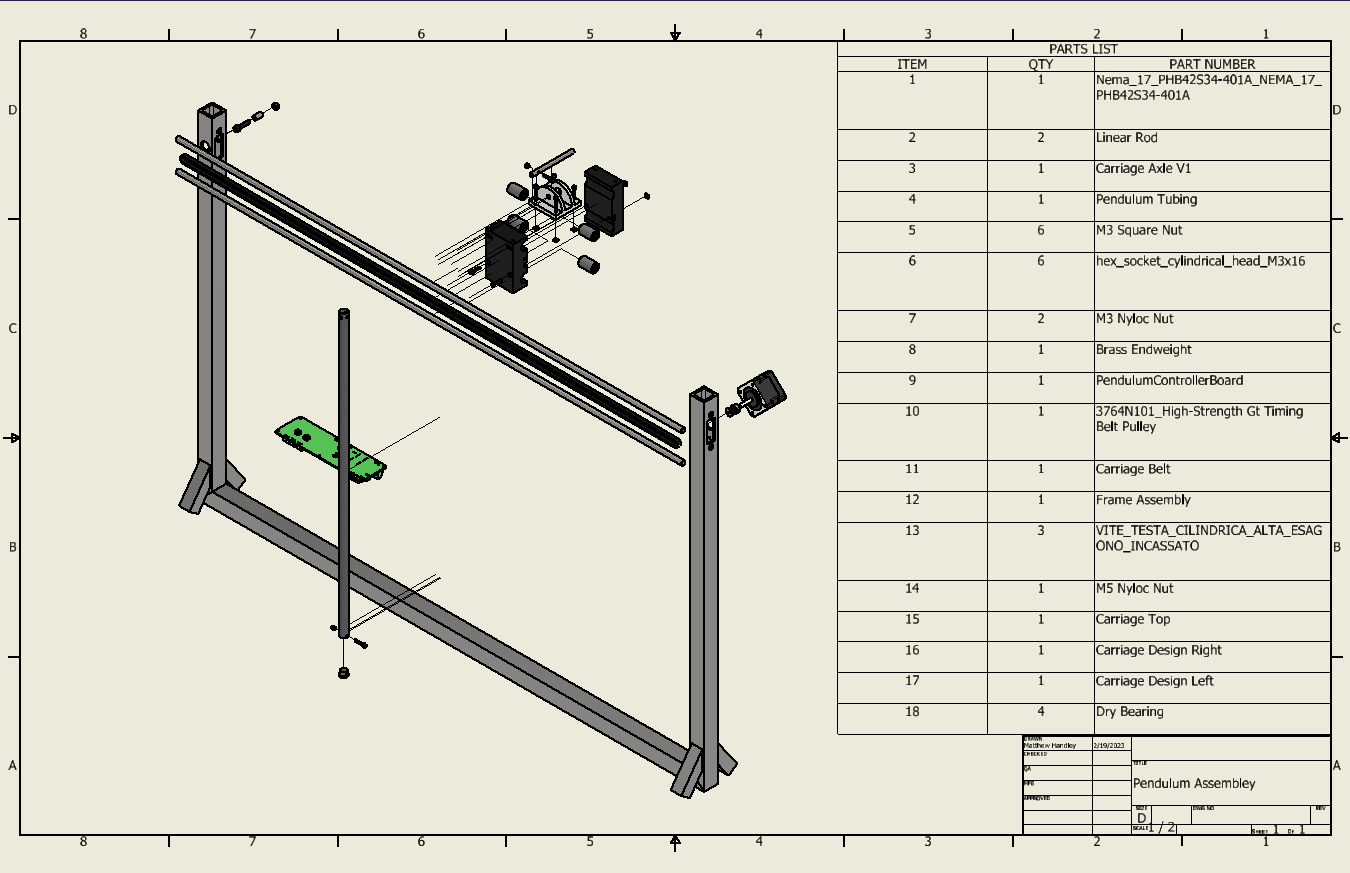 8 7 6 5 4 3 2 1
PARTS LIST
ITEM QTY PART NUMBER
1 1 Nema_17_PHB42S34-401A_NEMA_17_
PHB42S34-401A
D D
2 2 Linear Rod
3 1 Carriage Axle V1
4 1 Pendulum Tubing
5 6 M3 Square Nut
6 6 hex_socket_cylindrical_head_M3x16
7 2 M3 Nyloc Nut
C C
8 1 Brass Endweight
9 1 PendulumControllerBoard
10 1 3764N101_High-Strength Gt Timing
Belt Pulley
11 1 Carriage Belt
12 1 Frame Assembly
13 3 VITE_TESTA_CILINDRICA_ALTA_ESAG
ONO_INCASSATO
B B
14 1 M5 Nyloc Nut
15 1 Carriage Top
16 1 Carriage Design Right
17 1 Carriage Design Left
18 4 Dry Bearing
DRAWN
Matthew Handley 2/19/2023
CHECKED
QA
MFG
APPROVED
A A
TITLE
Pendulum Assembley
SIZE
D
DWG NO
REV
SCALE 1 / 2
SHEET 1 OF 1
8 7 6 5 4 3 2 1